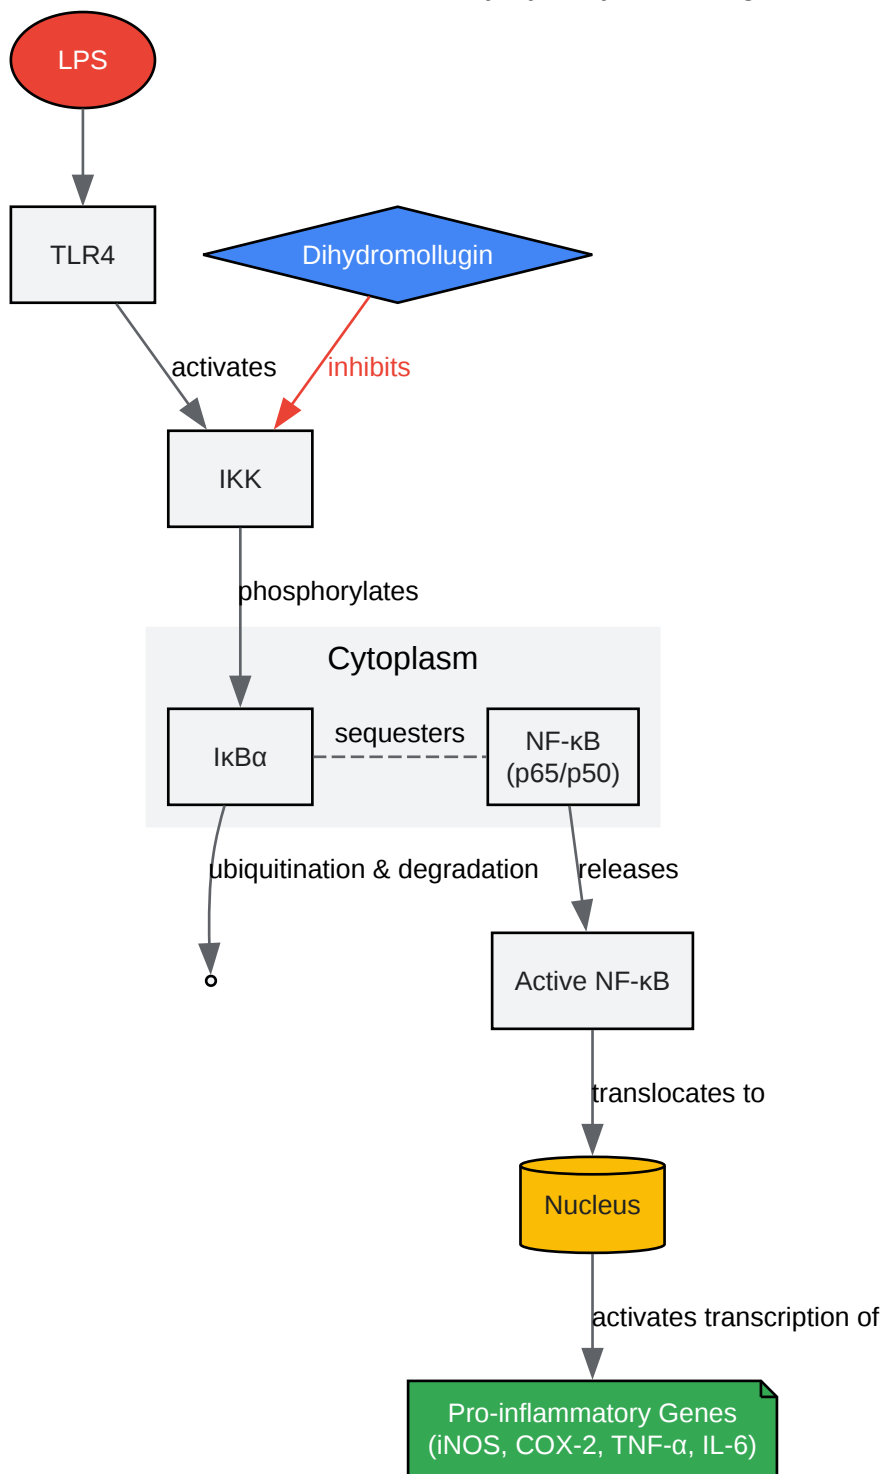 LPS
TLR4
Dihydromollugin
activates
inhibits
IKK
phosphorylates
Cytoplasm
IκBα
sequesters
NF-κB
(p65/p50)
ubiquitination & degradation
releases
Active NF-κB
translocates to
Nucleus
activates transcription of
Pro-inflammatory Genes
(iNOS, COX-2, TNF-α, IL-6)